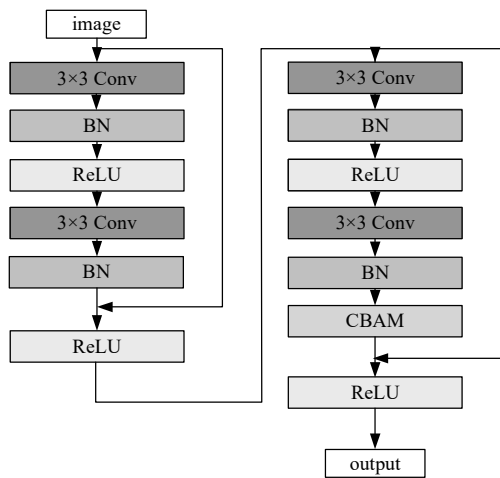 image
3×3 Conv
BN
ReLU
3×3 Conv
BN
ReLU
3×3 Conv
BN
ReLU
3×3 Conv
BN
CBAM
ReLU
output